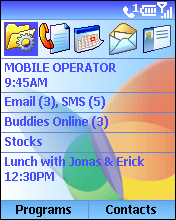 1
MOBILE OPERATOR
9:45AM
Email (3), SMS (5)
Buddies Online (3)
Stocks
Lunch with Jonas & Erick
12:30PM
Programs Contacts